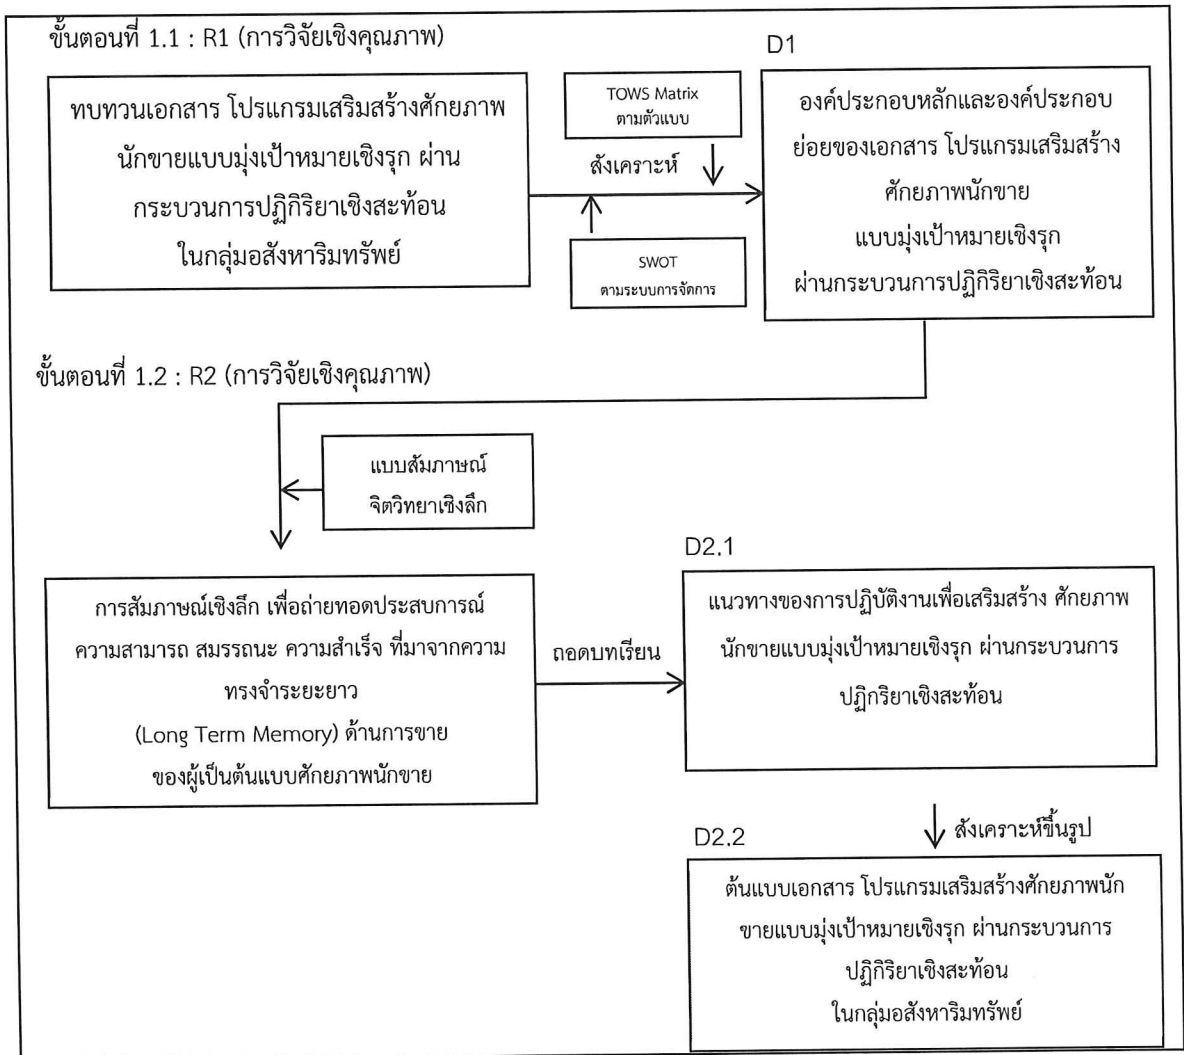 ขั้นตอนที่ 1.1 : R1 (การวิจัยเชิงคุณภาพ)
ทบทวนเอกสาร โปรแกรมเสริมสร้างศักยภาพ
นักขายแบบมุ่งเป้าหมายเชิงรุก ผ่าน
กระบวนการปฏิกิริยาเชิงสะท้อน
ในกลุ่มอสังหาริมทรัพย์
TOWS Matrix
ตามตัวแบบ
สังเคราะห์
SWOT
ตามระบบการจัดการ
D1
องค์ประกอบหลักและองค์ประกอบ
ย่อยของเอกสาร โปรแกรมเสริมสร้าง
ศักยภาพนักขาย
แบบมุ่งเป้าหมายเชิงรุก
ผ่านกระบวนการปฏิกิริยาเชิงสะท้อน
ขั้นตอนที่ 1.2 : R2 (การวิจัยเชิงคุณภาพ)
แบบสัมภาษณ์
จิตวิทยาเชิงลึก
การสัมภาษณ์เชิงลึก เพื่อถ่ายทอดประสบการณ์
ความสามารถ สมรรถนะ ความสำเร็จ ที่มาจากความ
ทรงจำระยะยาว
(Long Term Memory) ด้านการขาย
ของผู้เป็นต้นแบบศักยภาพนักขาย
ถอดบทเรียน
D2.1
แนวทางของการปฏิบัติงานเพื่อเสริมสร้าง ศักยภาพ
นักขายแบบมุ่งเป้าหมายเชิงรุก ผ่านกระบวนการ
ปฏิกริยาเชิงสะท้อน
สังเคราะห์ขึ้นรูป
D2.2
ต้นแบบเอกสาร โปรแกรมเสริมสร้างศักยภาพนัก
ขายแบบมุ่งเป้าหมายเชิงรุก ผ่านกระบวนการ
ปฏิกิริยาเชิงสะท้อน
ในกลุ่มอสังหาริมทรัพย์